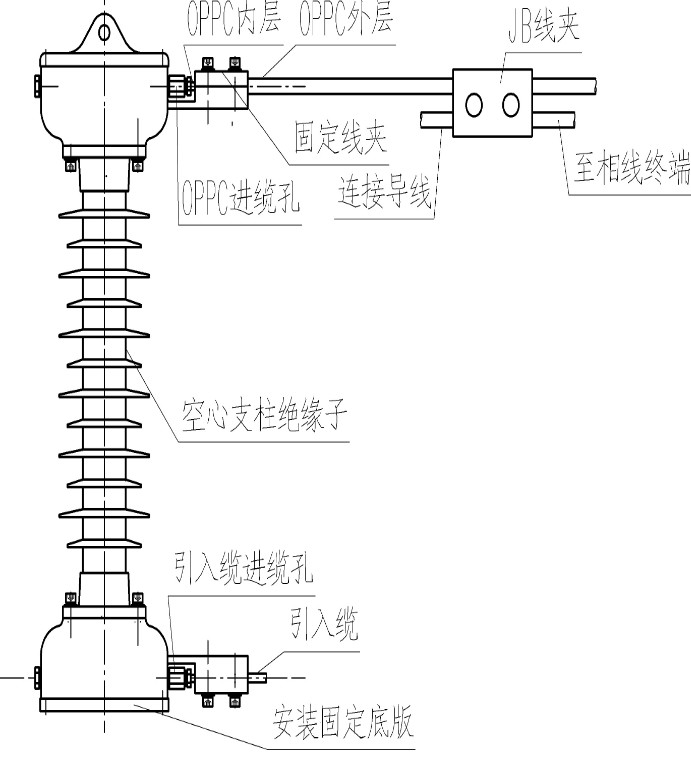 OPPC内层
OPPC外层
JB线夹
固定线夹
至相线终端
OPPC进缆孔
连接导线
空心支柱绝缘子
引入缆进缆孔
引入缆
安装固定底版